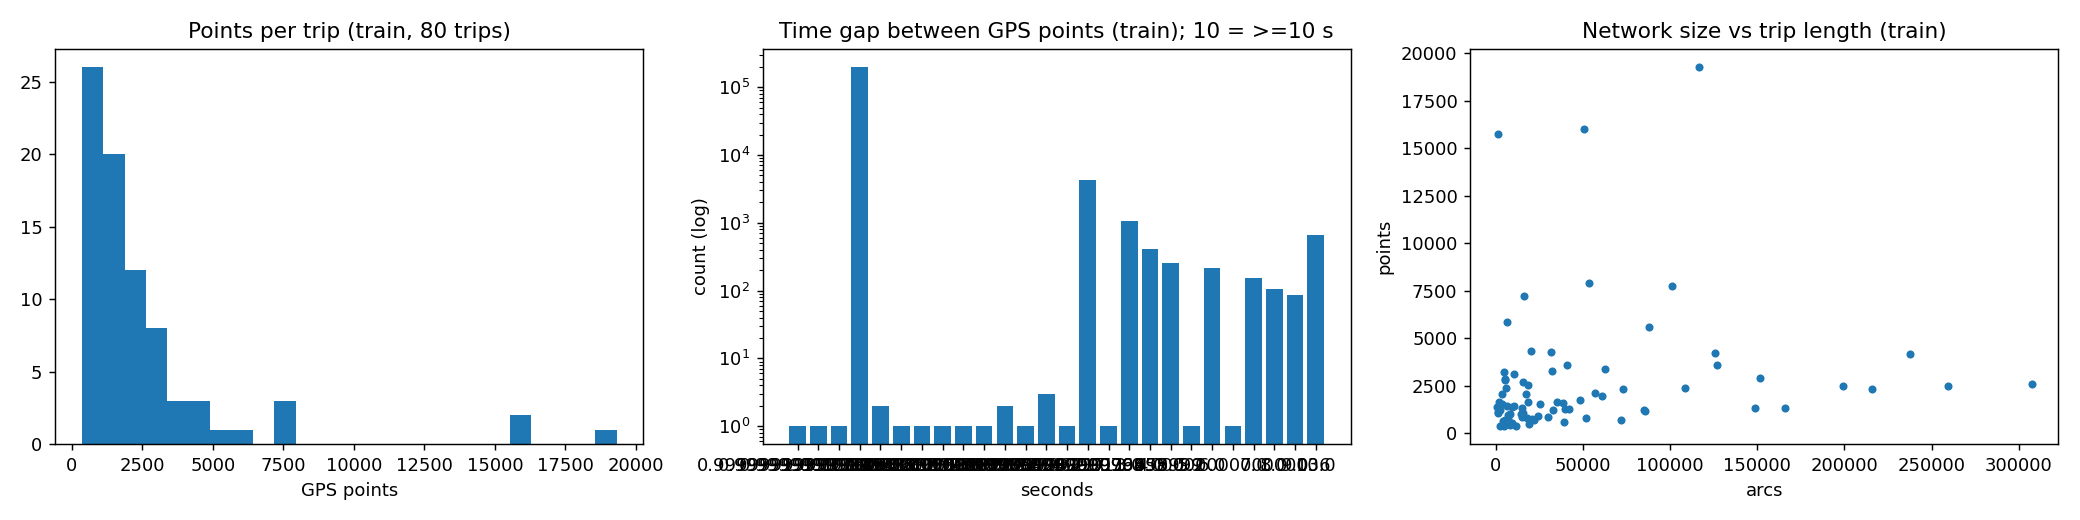 Points per trip (train, 80 trips)
25
20
15
10
5
0
0 2500 5000 7500 10000 12500 15000 17500 20000
GPS points
Time gap between GPS points (train); 10 = >=10 s
count (log)
10^5
10^4
10^3
10^2
10^1
10^0
seconds
Network size vs trip length (train)
points
20000
17500
15000
12500
10000
7500
5000
2500
0
0 50000 100000 150000 200000 250000 300000
arcs